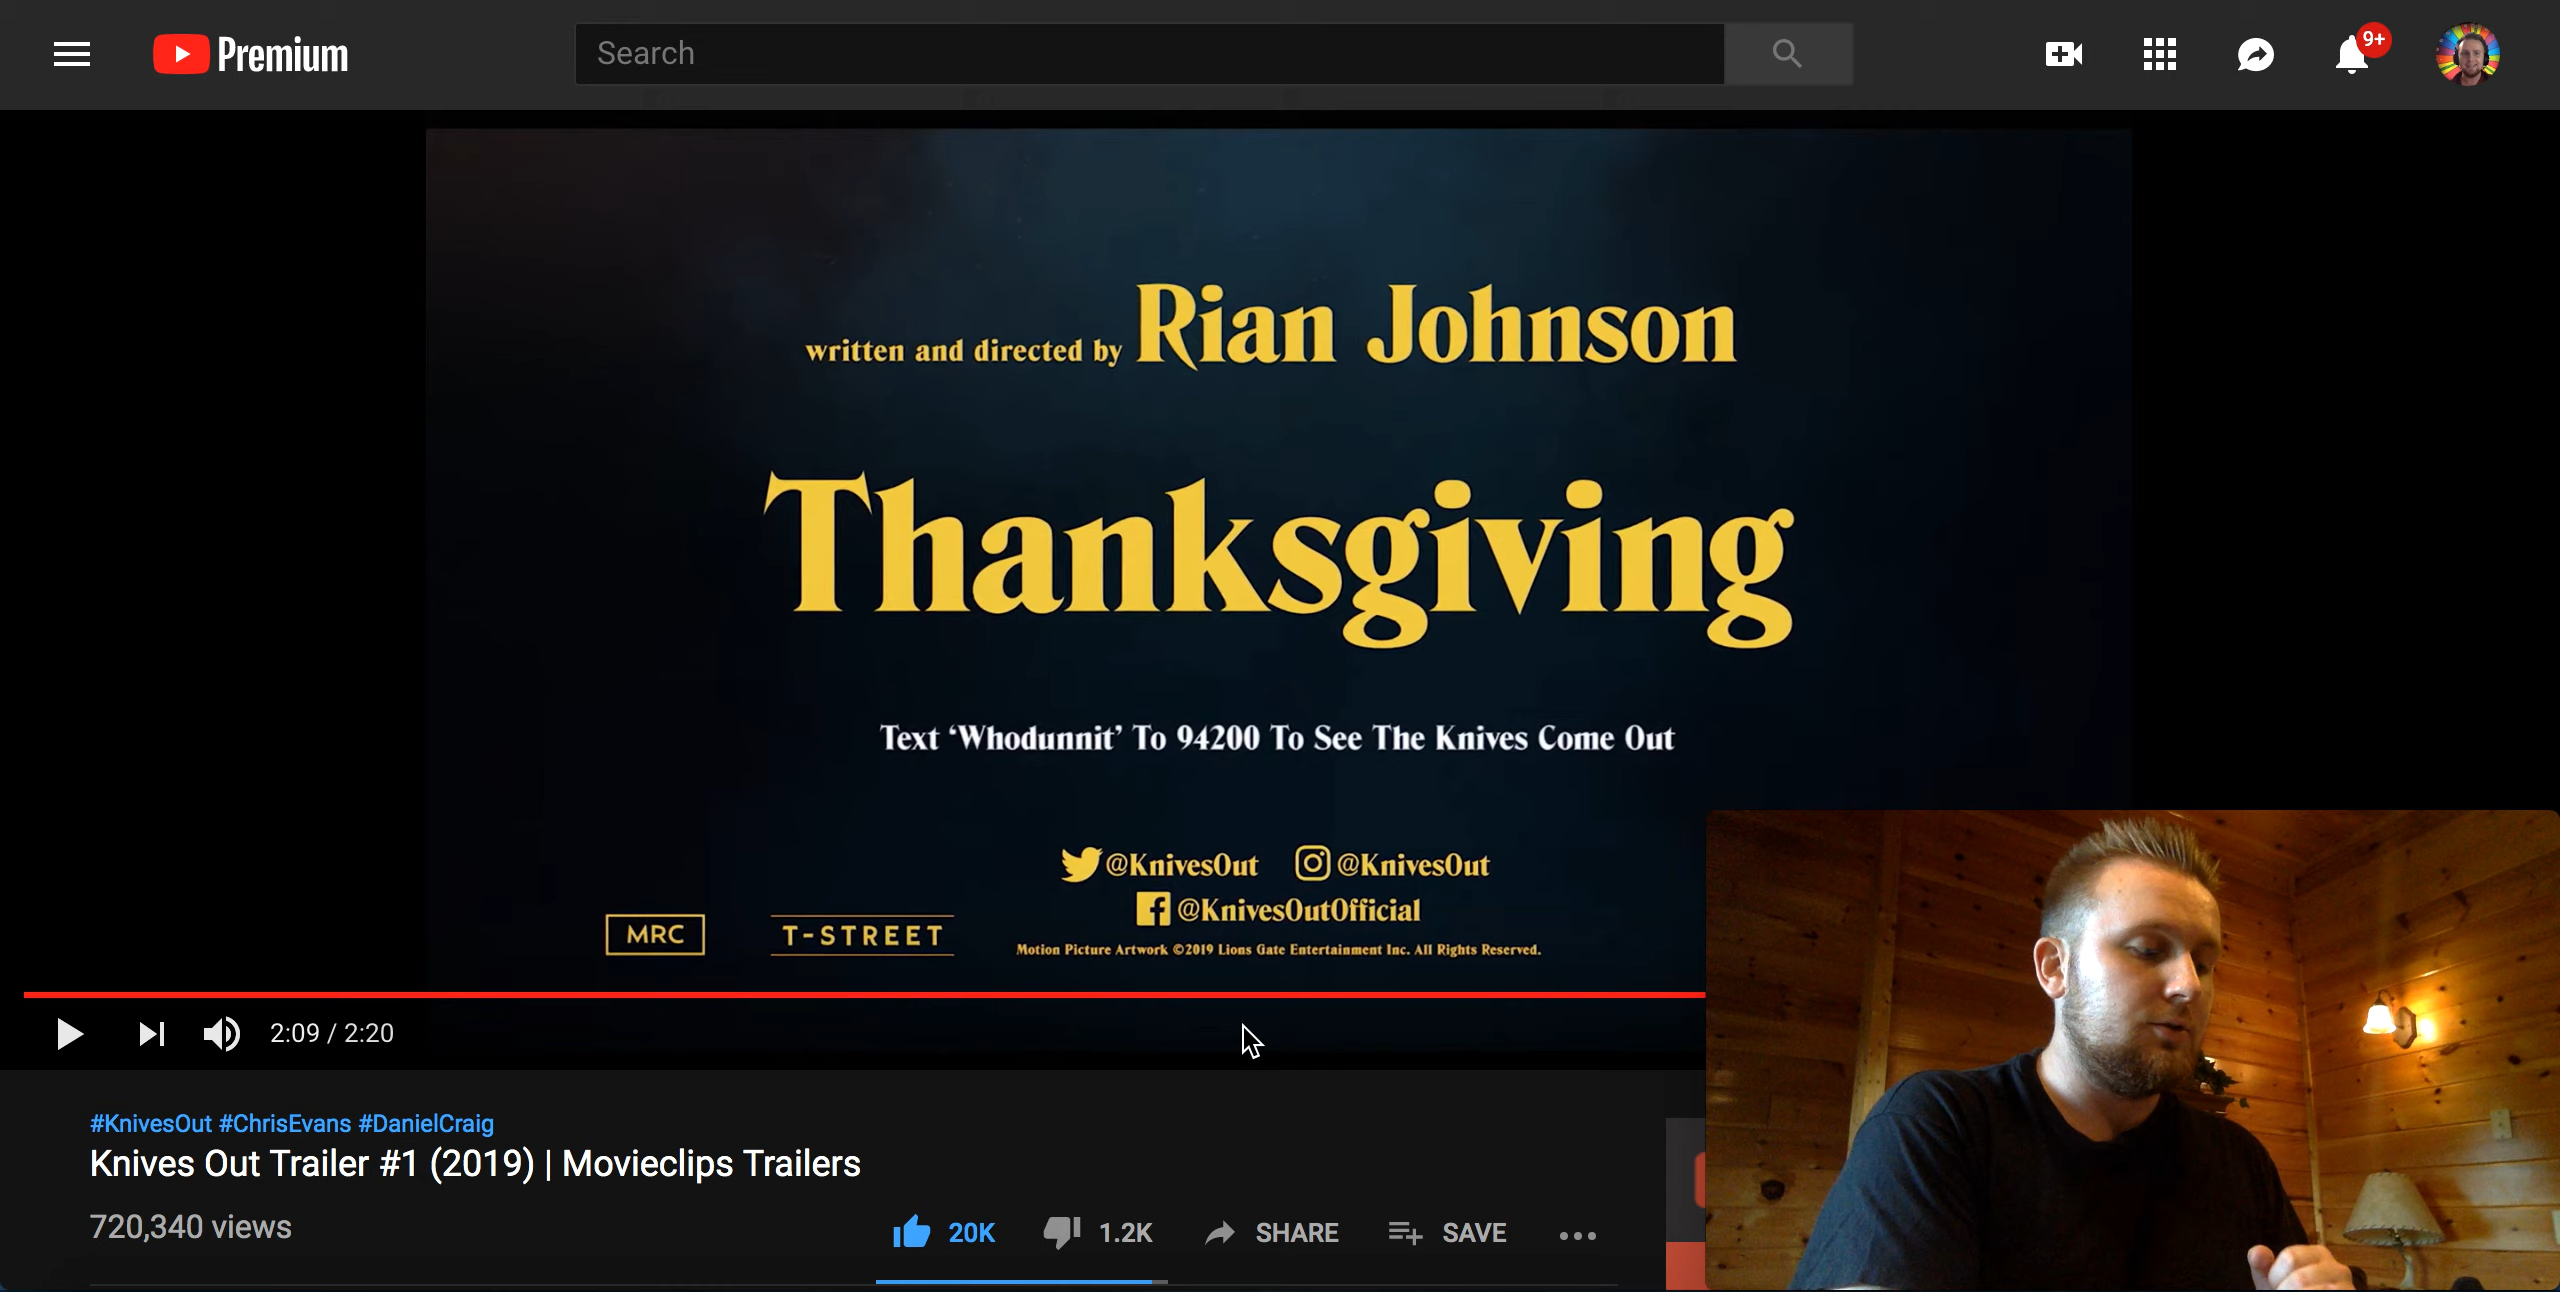 Premium
Search
9+
written and directed by Rian Johnson
Thanksgiving
Text ‘Whodunnit’ To 94200 To See The Knives Come Out
@KnivesOut @KnivesOut
@KnivesOutOfficial
MRC T-STREET
Motion Picture Artwork ©2019 Lions Gate Entertainment Inc. All Rights Reserved.
2:09 / 2:20
#KnivesOut #ChrisEvans #DanielCraig
Knives Out Trailer #1 (2019) | Movieclips Trailers
720,340 views
20K 1.2K SHARE SAVE